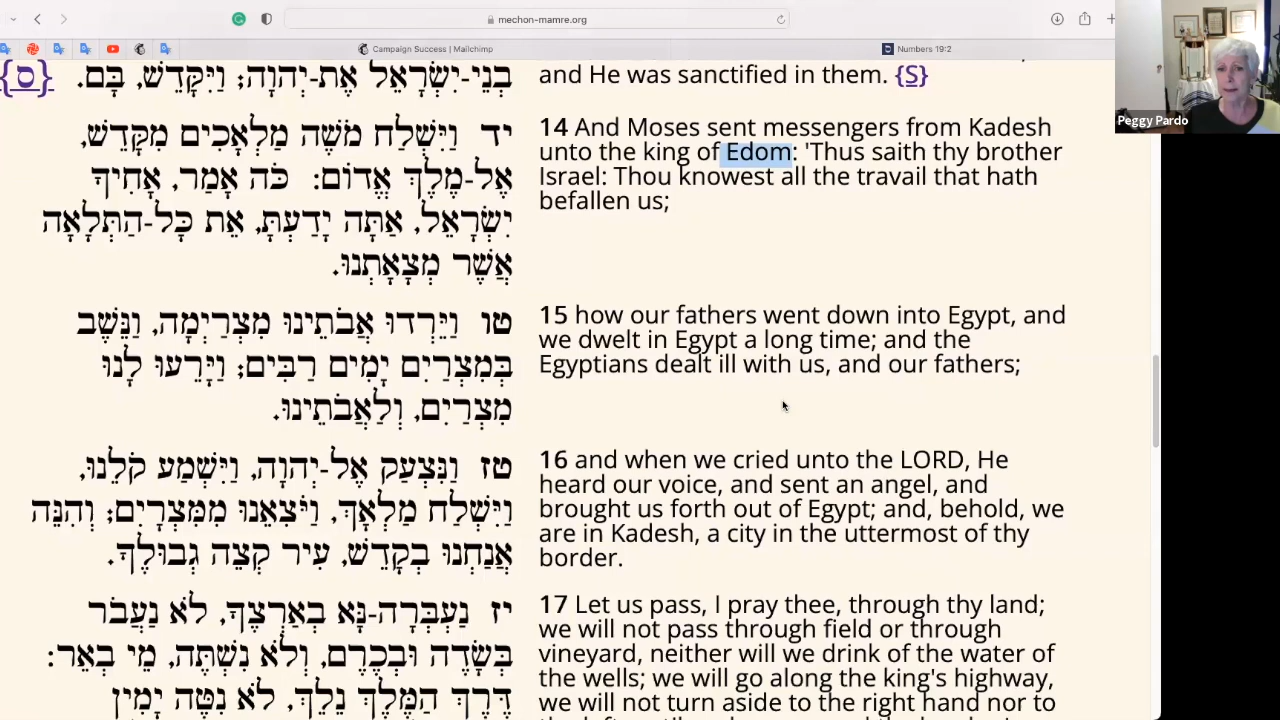 mechon-mamre.org
Campaign Success | Mailchimp
Numbers 19:2
Peggy Pardo
בְנֵי-יִשְׂרָאֵל אֶת-יְהוָה; וַיִּקָּדֵשׁ, בָּם. {ס}
and He was sanctified in them. {S}
יד וַיִּשְׁלַח מֹשֶׁה מַלְאָכִים מִקָּדֵשׁ,
אֶל-מֶלֶךְ אֱדוֹם: כֹּה אָמַר, אָחִיךָ
יִשְׂרָאֵל, אַתָּה יָדַעְתָּ, אֵת כָּל-הַתְּלָאָה
אֲשֶׁר מְצָאָתְנוּ.
14 And Moses sent messengers from Kadesh
unto the king of Edom: 'Thus saith thy brother
Israel: Thou knowest all the travail that hath
befallen us;
טו וַיֵּרְדוּ אֲבֹתֵינוּ מִצְרַיְמָה, וַנֵּשֶׁב
בְּמִצְרַיִם יָמִים רַבִּים; וַיָּרֵעוּ לָנוּ
מִצְרַיִם, וְלַאֲבֹתֵינוּ.
15 how our fathers went down into Egypt, and
we dwelt in Egypt a long time; and the
Egyptians dealt ill with us, and our fathers;
טז וַנִּצְעַק אֶל-יְהוָה, וַיִּשְׁמַע קֹלֵנוּ,
וַיִּשְׁלַח מַלְאָךְ, וַיֹּצִאֵנוּ מִמִּצְרָיִם; וְהִנֵּה
אֲנַחְנוּ בְקָדֵשׁ, עִיר קְצֵה גְבוּלֶךָ.
16 and when we cried unto the LORD, He
heard our voice, and sent an angel, and
brought us forth out of Egypt; and, behold, we
are in Kadesh, a city in the uttermost of thy
border.
יז נַעְבְּרָה-נָּא בְאַרְצֶךָ, לֹא נַעֲבֹר
בְּשָׂדֶה וּבְכֶרֶם, וְלֹא נִשְׁתֶּה, מֵי בְאֵר:
דֶּרֶךְ הַמֶּלֶךְ נֵלֵךְ, לֹא נִטֶּה יָמִין
17 Let us pass, I pray thee, through thy land;
we will not pass through field or through
vineyard, neither will we drink of the water of
the wells; we will go along the king's highway,
we will not turn aside to the right hand nor to